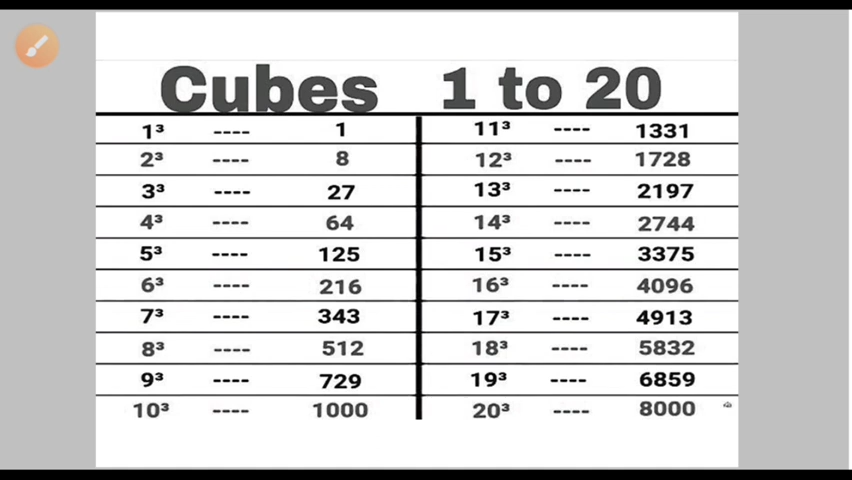 Cubes 1 to 20
1³ ---- 1
2³ ---- 8
3³ ---- 27
4³ ---- 64
5³ ---- 125
6³ ---- 216
7³ ---- 343
8³ ---- 512
9³ ---- 729
10³ ---- 1000
11³ ---- 1331
12³ ---- 1728
13³ ---- 2197
14³ ---- 2744
15³ ---- 3375
16³ ---- 4096
17³ ---- 4913
18³ ---- 5832
19³ ---- 6859
20³ ---- 8000